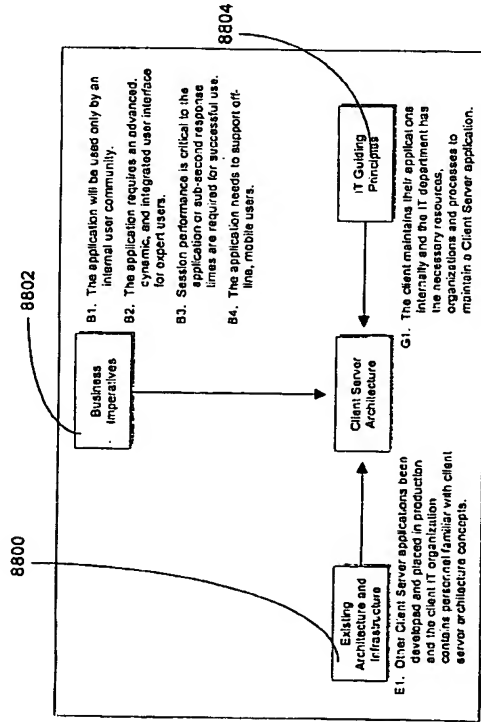 8802
8800
8804
Business
Imperatives
B1. The application will be used only by an
internal user community.
B2. The application requires an advanced,
dynamic, and integrated user interface
for expert users.
B3. Session performance is critical to the
application or sub-second response
times are required for successful use.
B4. The application needs to support off-
line, mobile users.
Existing
Architecture and
Infrastructure
Client Server
Architecture
IT Guiding
Principles
E1. Other Client Server applications been
developed and placed in production
and the client IT organization
contains personnel familiar with client
server architecture concepts.
G1. The client maintains their applications
internally and the IT department has
the necessary resources,
organizations and processes to
maintain a Client Server application.